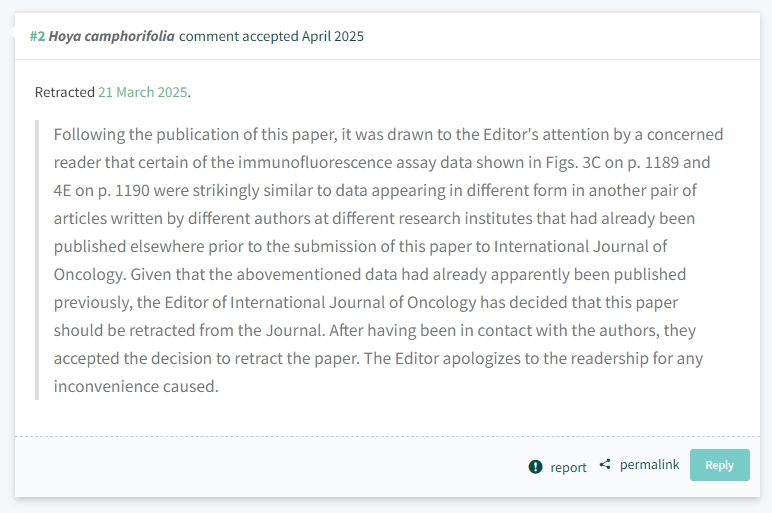 #2 Hoya camphorifolia comment accepted April 2025
Retracted 21 March 2025.
Following the publication of this paper, it was drawn to the Editor's attention by a concerned
reader that certain of the immunofluorescence assay data shown in Figs. 3C on p. 1189 and
4E on p. 1190 were strikingly similar to data appearing in different form in another pair of
articles written by different authors at different research institutes that had already been
published elsewhere prior to the submission of this paper to International Journal of
Oncology. Given that the abovementioned data had already apparently been published
previously, the Editor of International Journal of Oncology has decided that this paper
should be retracted from the Journal. After having been in contact with the authors, they
accepted the decision to retract the paper. The Editor apologizes to the readership for any
inconvenience caused.
report permalink Reply